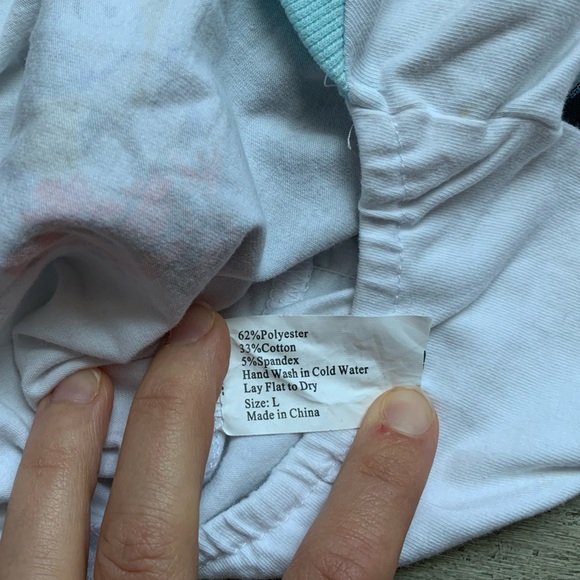 62%Polyester
33%Cotton
5%Spandex
Hand Wash in Cold Water
Lay Flat to Dry
Size: L
Made in China